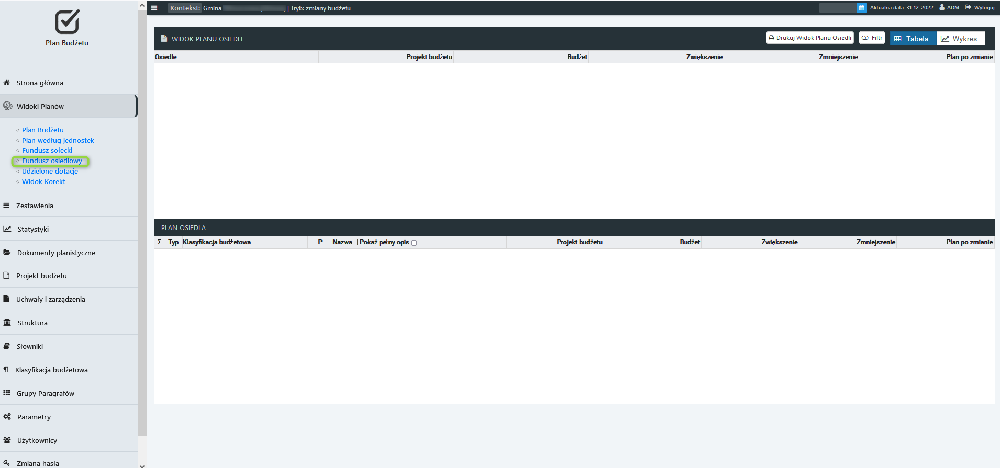 Plan Budżetu
Strona główna
Widoki Planów
Plan Budżetu
Plan według jednostek
Fundusz sołecki
Fundusz osiedlowy
Udzielone dotacje
Widok Korekt
Zestawienia
Statystyki
Dokumenty planistyczne
Projekt budżetu
Uchwały i zarządzenia
Struktura
Słowniki
Klasyfikacja budżetowa
Grupy Paragrafów
Parametry
Użytkownicy
Zmiana hasła
Kontekst: Gmina | Tryb: zmiany budżetu
Aktualna data: 31-12-2022 ADM Wyloguj
WIDOK PLANU OSIEDLI
Drukuj Widok Planu Osiedli Filtr Tabela Wykres
Osiedle Projekt budżetu Budżet Zwiększenie Zmniejszenie Plan po zmianie
PLAN OSIEDLA
Σ Typ Klasyfikacja budżetowa P Nazwa | Pokaż pełny opis Projekt budżetu Budżet Zwiększenie Zmniejszenie Plan po zmianie